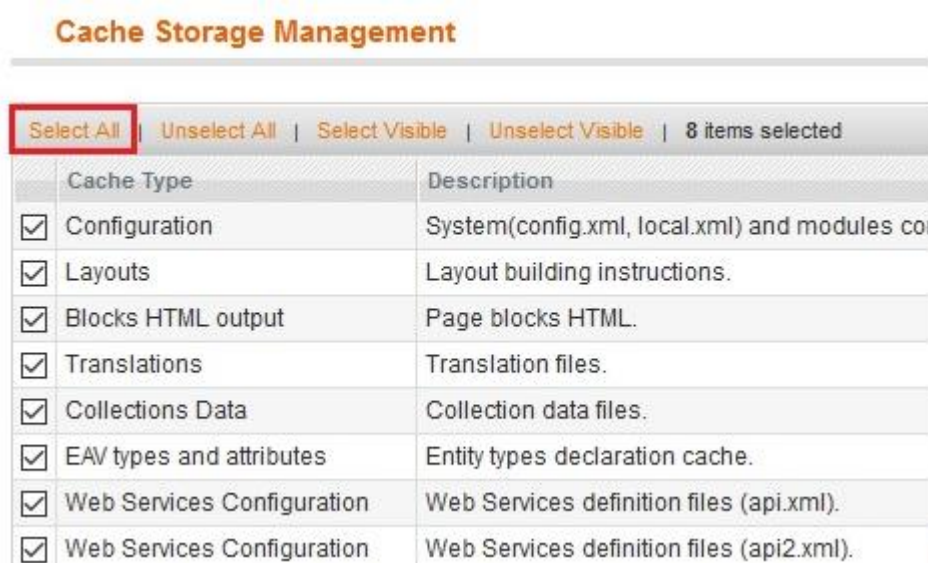 Cache Storage Management
Select All | Unselect All | Select Visible | Unselect Visible | 8 items selected
Cache Type Description
Configuration System(config.xml, local.xml) and modules
Layouts Layout building instructions.
Blocks HTML output Page blocks HTML.
Translations Translation files.
Collections Data Collection data files.
EAV types and attributes Entity types declaration cache.
Web Services Configuration Web Services definition files (api.xml).
Web Services Configuration Web Services definition files (api2.xml).